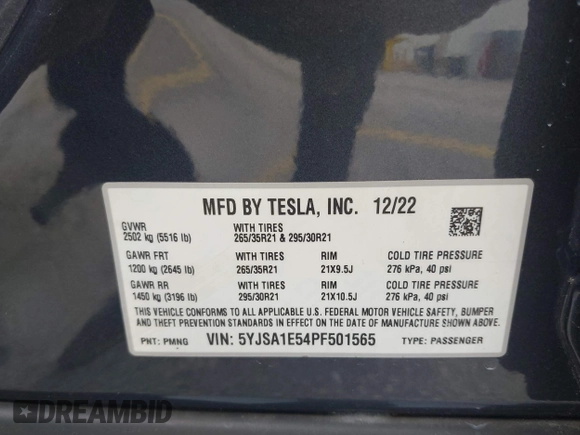 MFD BY TESLA, INC. 12/22
GVWR WITH TIRES
2502 kg (5516 lb) 265/35R21 & 295/30R21
GAWR FRT WITH TIRES RIM COLD TIRE PRESSURE
1200 kg (2645 lb) 265/35R21 21X9.5J 276 kPa, 40 psi
GAWR RR WITH TIRES RIM COLD TIRE PRESSURE
1450 kg (3196 lb) 295/30R21 21X10.5J 276 kPa, 40 psi
THIS VEHICLE CONFORMS TO ALL APPLICABLE U.S. FEDERAL MOTOR VEHICLE SAFETY, BUMPER
AND THEFT PREVENTION STANDARDS IN EFFECT ON THE DATE OF MANUFACTURE SHOWN ABOVE.
PNT: PMNG VIN: 5YJSA1E54PF501565 TYPE: PASSENGER
DREAMBID